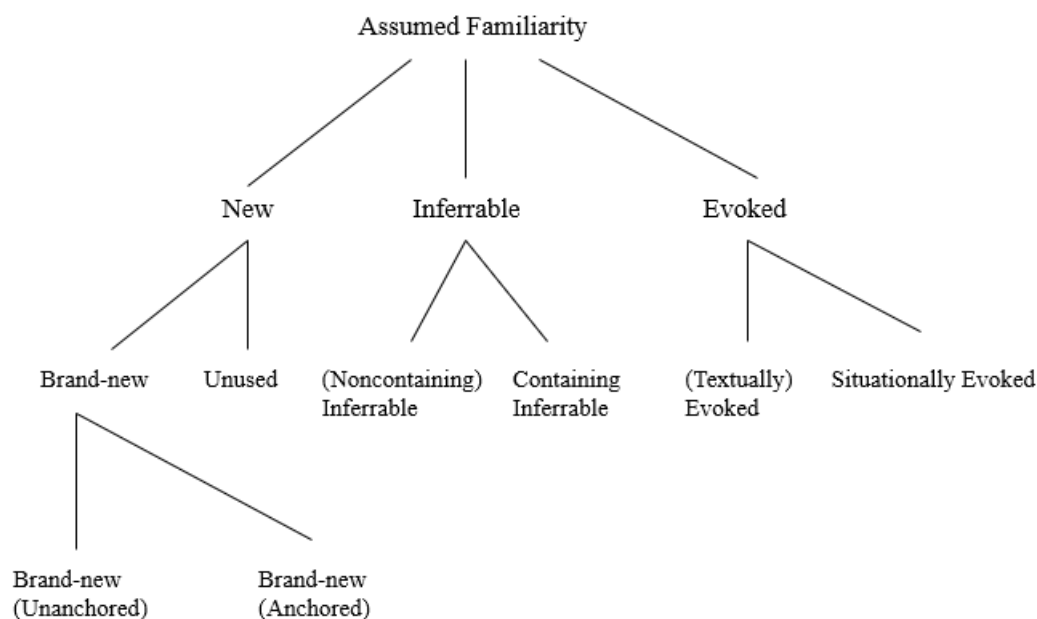 Assumed Familiarity
New Inferrable Evoked
Brand-new Unused (Noncontaining) Containing (Textually) Situationally Evoked
Inferrable Inferrable Evoked
Brand-new Brand-new
(Unanchored) (Anchored)